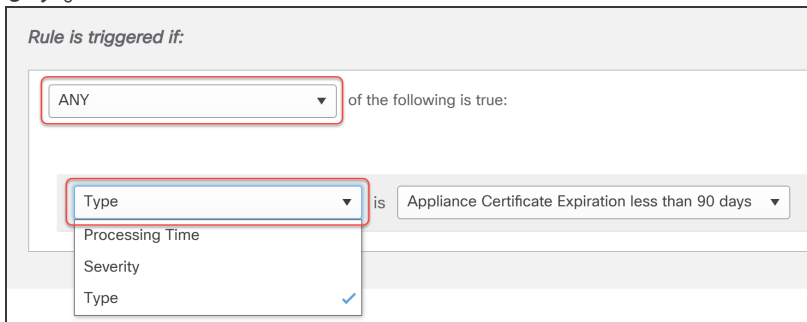 Rule is triggered if:
ANY of the following is true:
Type is Appliance Certificate Expiration less than 90 days
Processing Time
Severity
Type